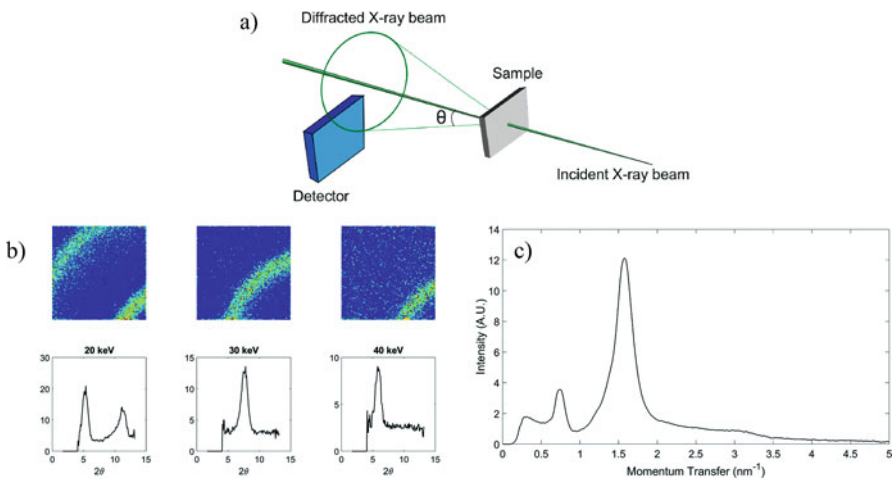 a)
Diffracted X-ray beam
Sample
θ
Detector
Incident X-ray beam
b)
20 keV
30
20
10
0
0 5 10 15
2θ
30 keV
15
10
5
0
0 5 10 15
2θ
40 keV
10
5
0
0 5 10 15
2θ
c)
14
12
10
8
6
4
2
0
Intensity (A.U.)
0 0.5 1 1.5 2 2.5 3 3.5 4 4.5 5
Momentum Transfer (nm⁻¹)